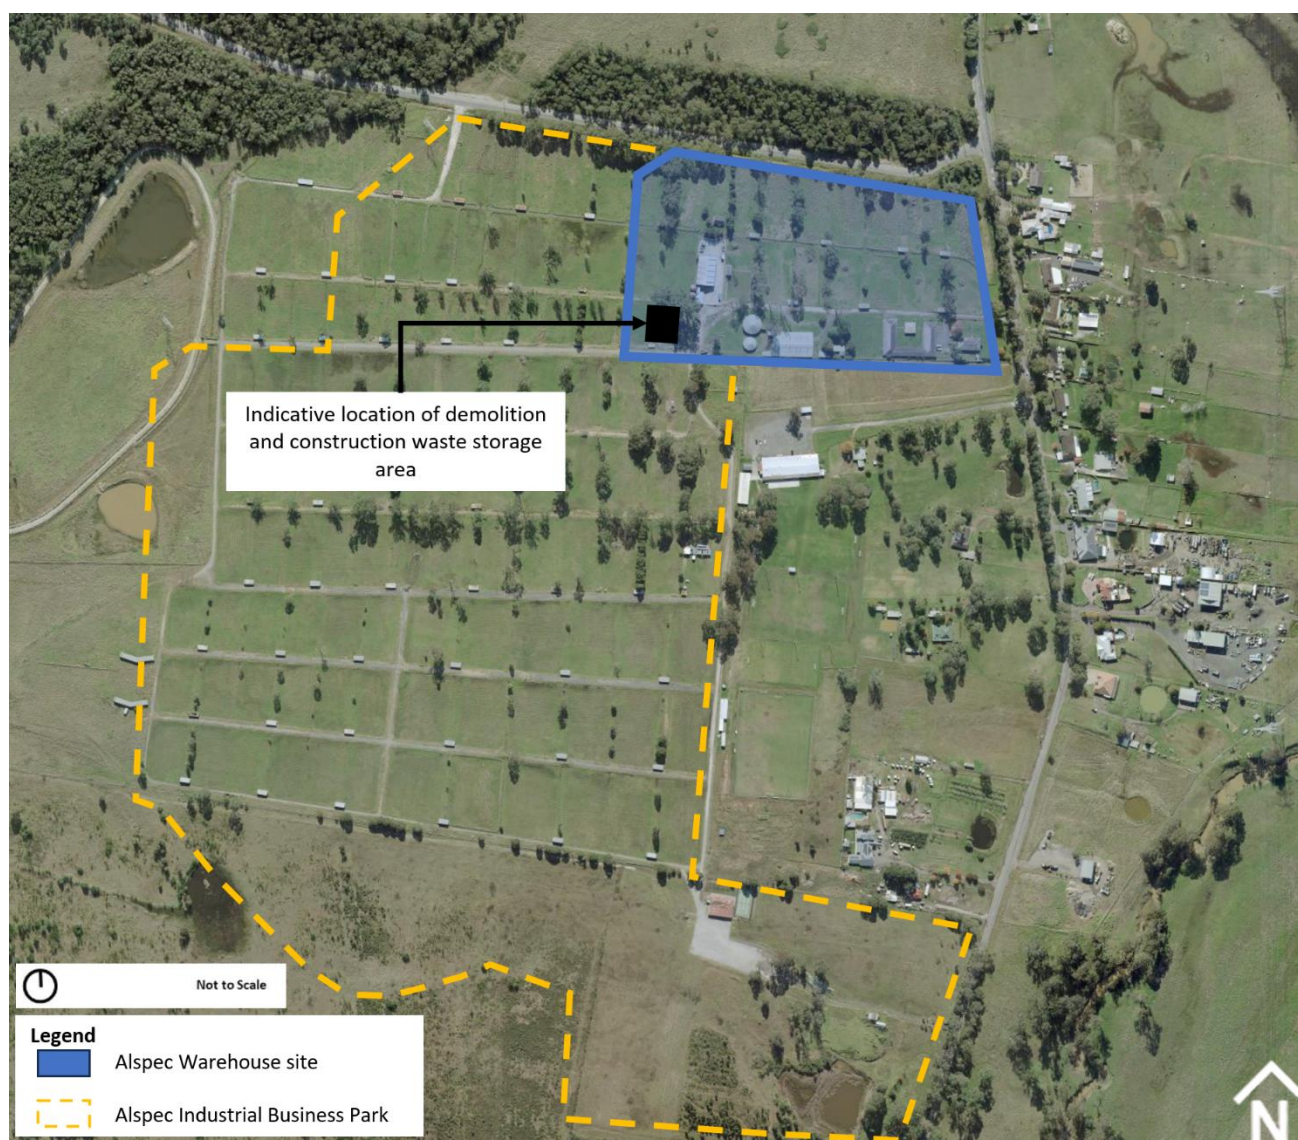 Indicative location of demolition
and construction waste storage
area
Not to Scale
Legend
Alspec Warehouse site
Alspec Industrial Business Park
N